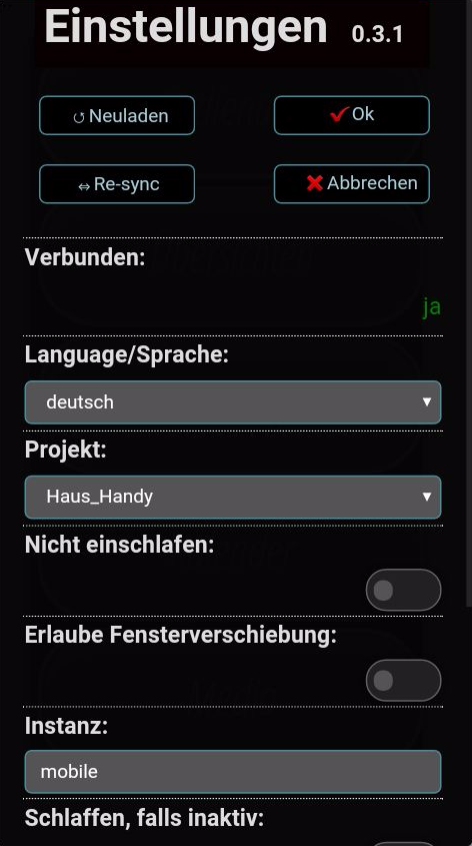 Einstellungen 0.3.1
Neuladen
Ok
Re-sync
Abbrechen
Verbunden:
ja
Language/Sprache:
deutsch
Projekt:
Haus_Handy
Nicht einschlafen:
Erlaube Fensterverschiebung:
Instanz:
mobile
Schlaffen, falls inaktiv: